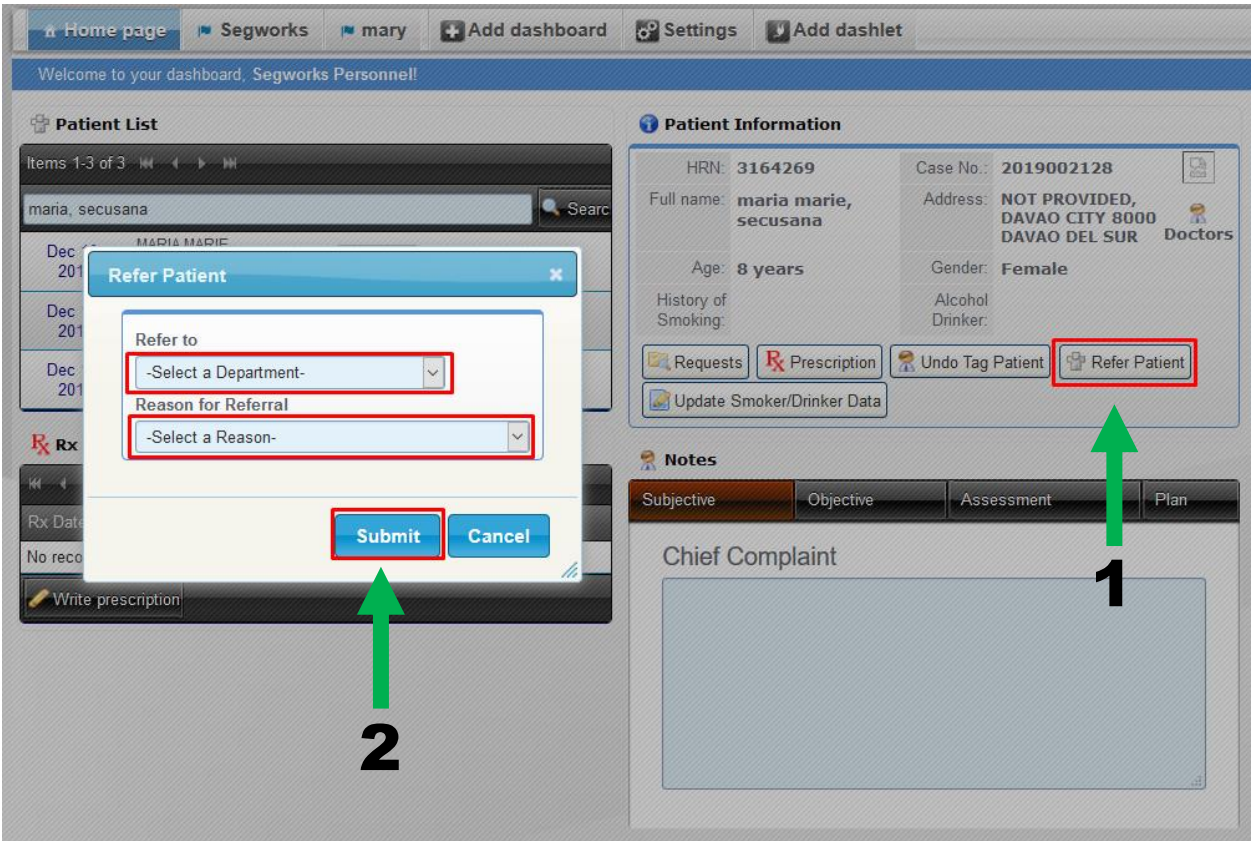 Home page Segworks mary Add dashboard Settings Add dashlet
Welcome to your dashboard, Segworks Personnel!
Patient List
Items 1-3 of 3
maria, secusana Searc
Dec MARIA MARIE
201
Dec
201
Dec
201
Refer Patient
Refer to
-Select a Department-
Reason for Referral
-Select a Reason-
Submit Cancel
Rx Rx
Rx Date
No reco
Write prescription
2
Patient Information
HRN: 3164269 Case No.: 2019002128
Full name: maria marie, Address: NOT PROVIDED,
secusana DAVAO CITY 8000
DAVAO DEL SUR Doctors
Age: 8 years Gender: Female
History of Alcohol
Smoking: Drinker:
Requests Rx Prescription Undo Tag Patient Refer Patient
Update Smoker/Drinker Data
Notes
Subjective Objective Assessment Plan
Chief Complaint
1